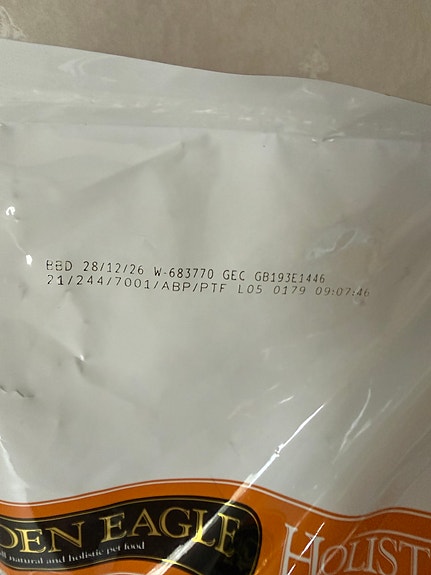 BBD 28/12/26 W-683770 GEC GB193E1446
21/244/7001/ABP/PTF L05 0179 09:07:46
DEN EAGLE
ll natural and holistic pet food
HOLIST